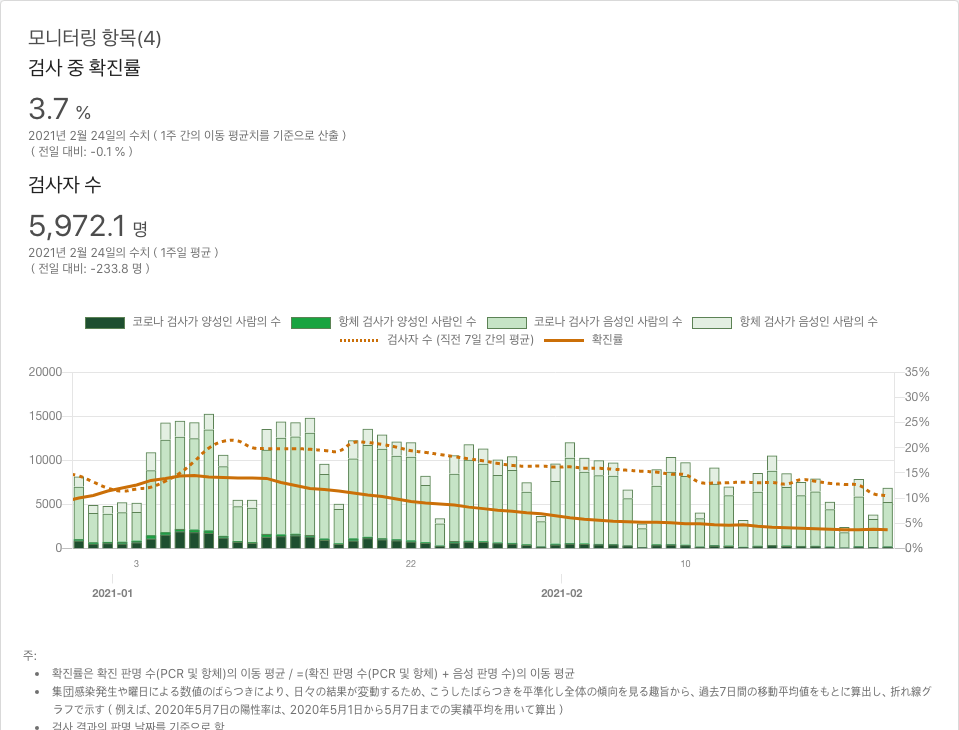 모니터링 항목(4)
검사 중 확진률
3.7 %
2021년 2월 24일의 수치 ( 1주 간의 이동 평균치를 기준으로 산출 )
( 전일 대비: -0.1 % )
검사자 수
5,972.1 명
2021년 2월 24일의 수치 ( 1주일 평균 )
( 전일 대비: -233.8 명 )
코로나 검사가 양성인 사람의 수 항체 검사가 양성인 사람인 수 코로나 검사가 음성인 사람의 수 항체 검사가 음성인 사람의 수
검사자 수 (직전 7일 간의 평균) 확진률
20000 35%
30%
15000 25%
20%
10000 15%
5000 10%
5%
0 0%
3 22 10
2021-01 2021-02
주:
• 확진률은 확진 판명 수(PCR 및 항체)의 이동 평균 / =(확진 판명 수(PCR 및 항체) + 음성 판명 수)의 이동 평균
• 集団感染発生や曜日による数値のばらつきにより、日々の結果が変動するため、こうしたばらつきを平準化し全体の傾向を見る趣旨から、過去7日間の移動平均値をもとに算出し、折れ線グ
ラフで示す ( 例えば、2020年5月7日の陽性率は、2020年5月1日から5月7日までの実績平均を用いて算出 )
• 검사 결과의 판명 날짜를 기준으로 함